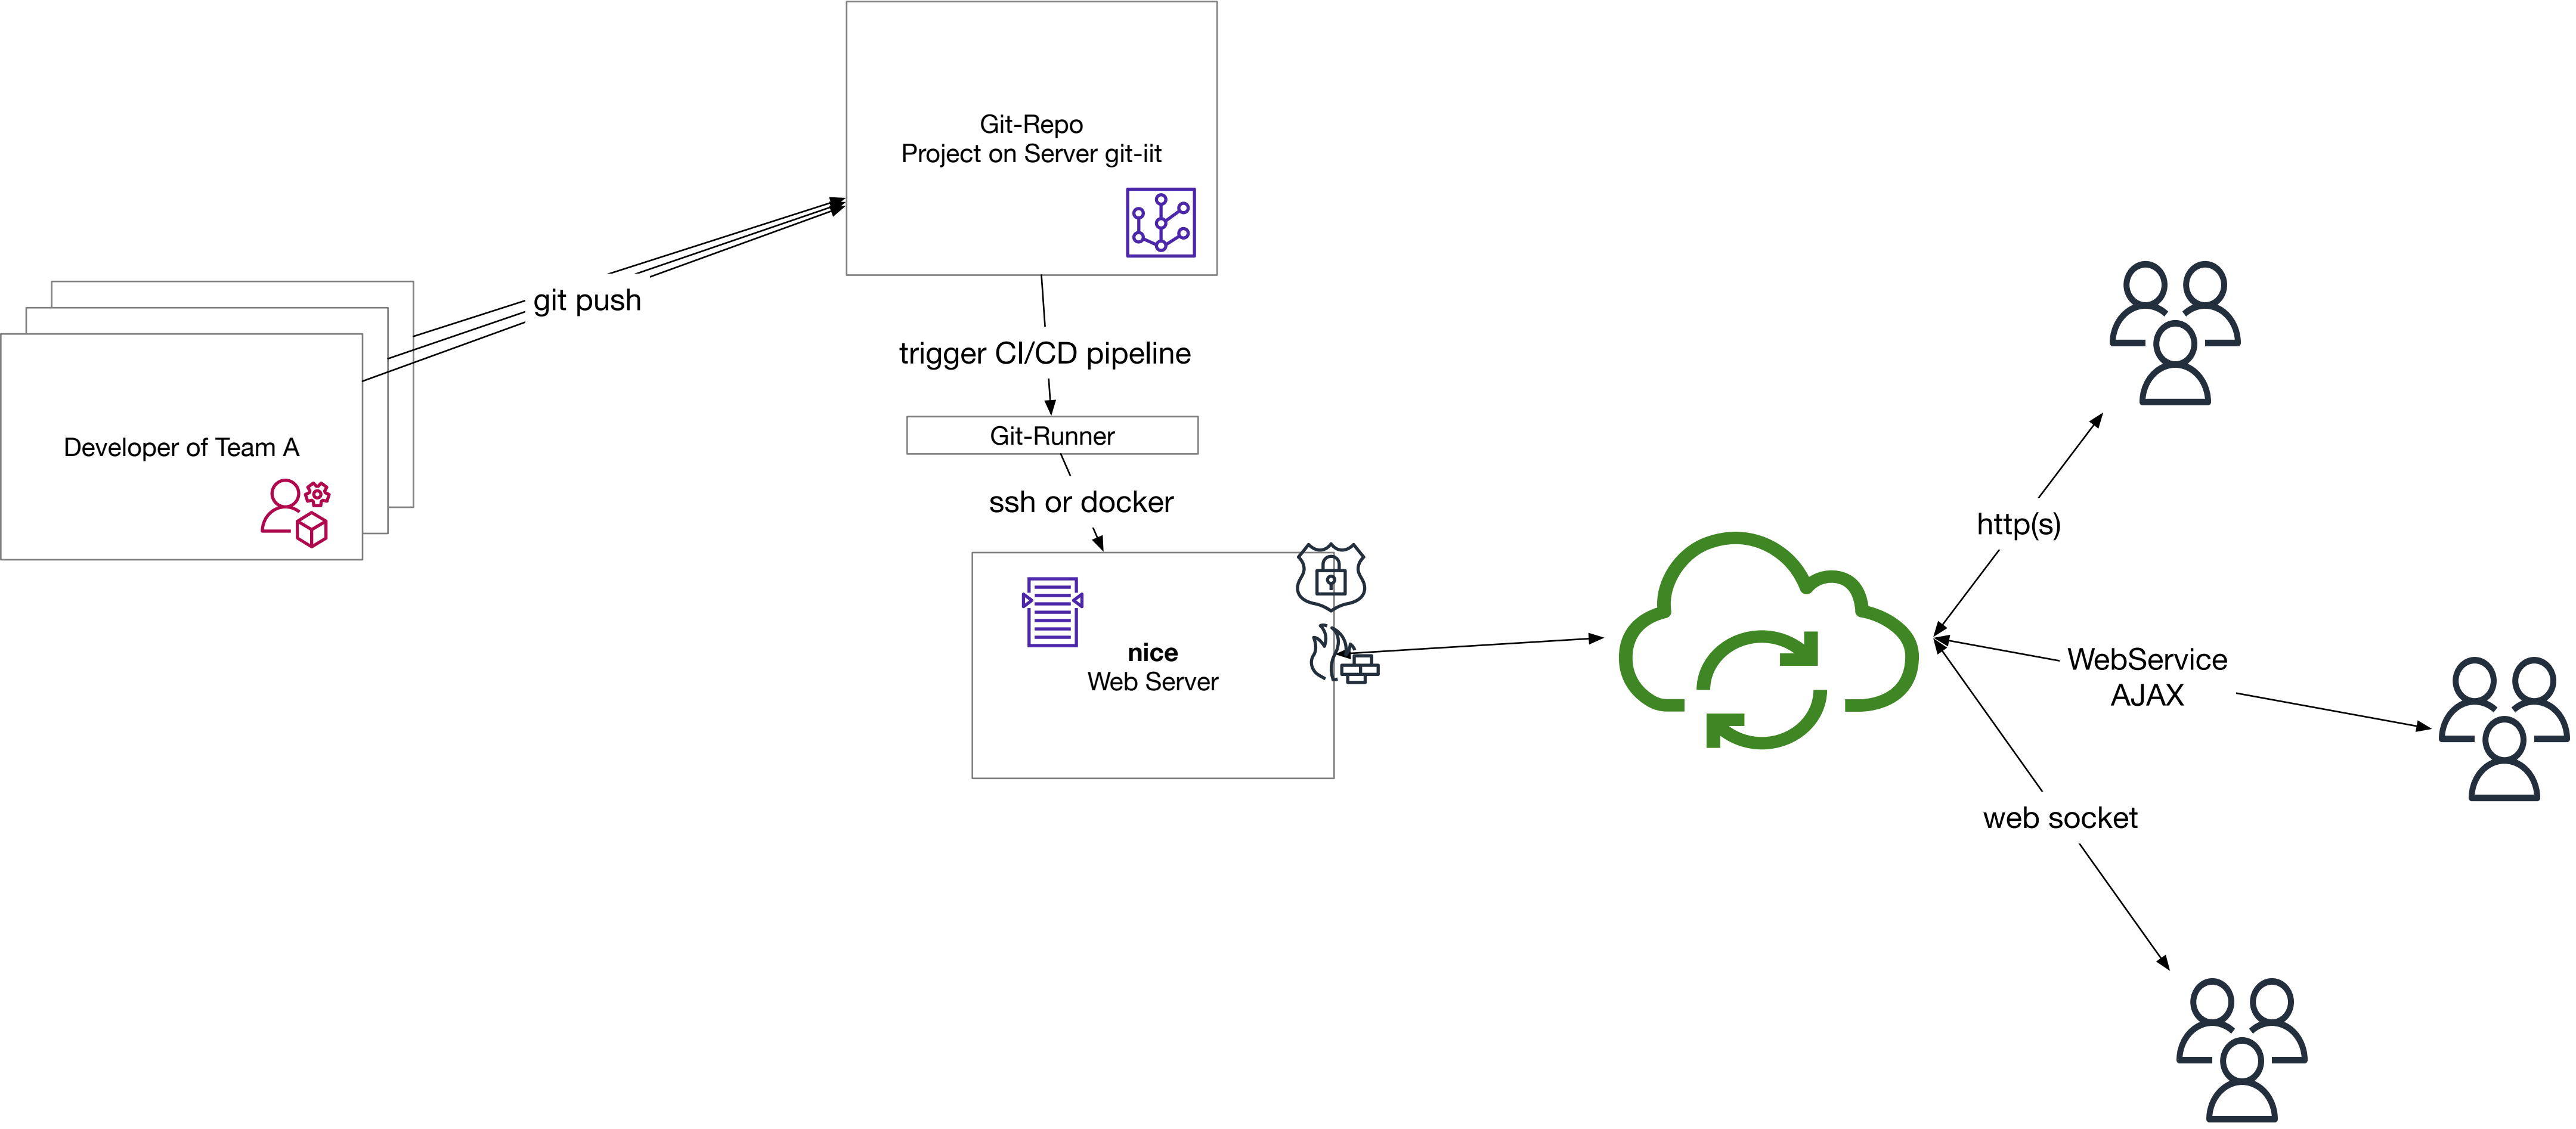 Git-Repo
Project on Server git-iit
git push
trigger CI/CD pipeline
Developer of Team A
Git-Runner
ssh or docker
nice
Web Server
http(s)
WebService
AJAX
web socket